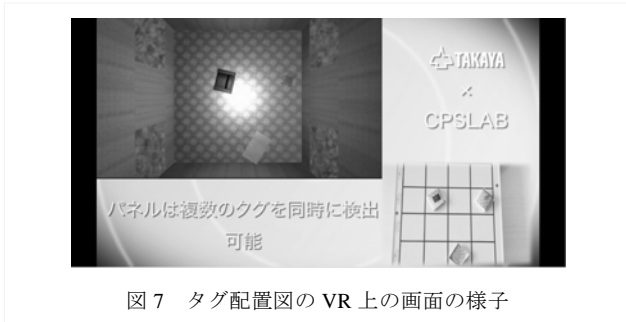 TAKAYA
×
CPSLAB
パネルは複数のタグを同時に検出
可能
図 7 タグ配置図の VR 上の画面の様子